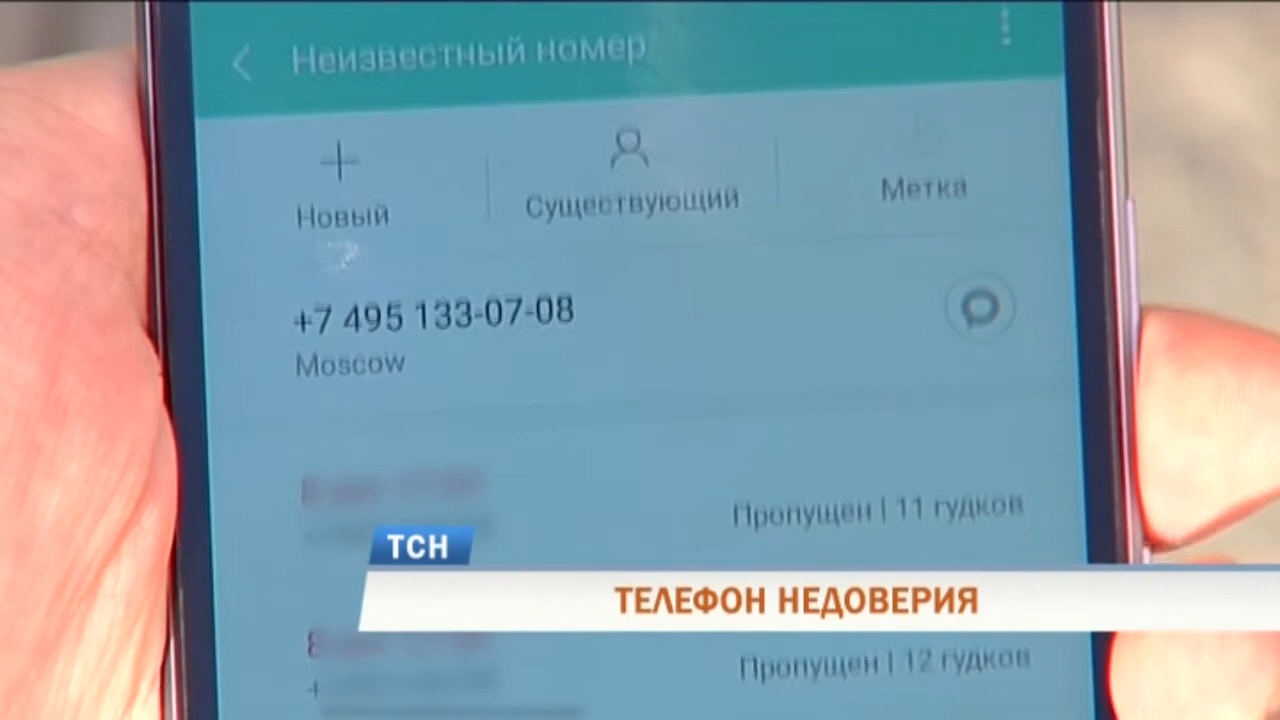 Неизвестный номер
Новый
Существующий
Метка
+7 495 133-07-08
Moscow
Пропущен | 11 гудков
ТСН
ТЕЛЕФОН НЕДОВЕРИЯ
Пропущен | 12 гудков